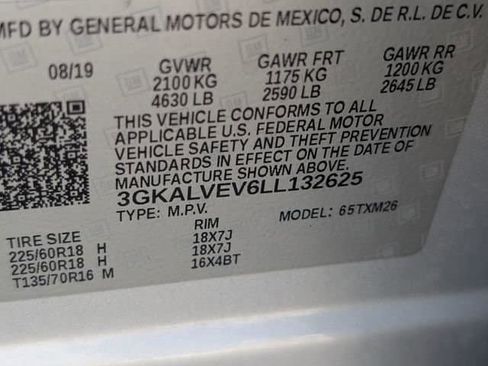 MFD BY GENERAL MOTORS DE MEXICO, S. DE R.L. DE C.V.
08/19 GVWR GAWR FRT GAWR RR
2100 KG 1175 KG 1200 KG
4630 LB 2590 LB 2645 LB
THIS VEHICLE CONFORMS TO ALL
APPLICABLE U.S. FEDERAL MOTOR
VEHICLE SAFETY AND THEFT PREVENTION
STANDARDS IN EFFECT ON THE DATE OF
MANUFACTURE SHOWN ABOVE.
3GKALVEV6LL132625
TYPE: M.P.V. MODEL: 65TXM26
TIRE SIZE RIM
225/60R18 H 18X7J
225/60R18 H 18X7J
T135/70R16 M 16X4BT